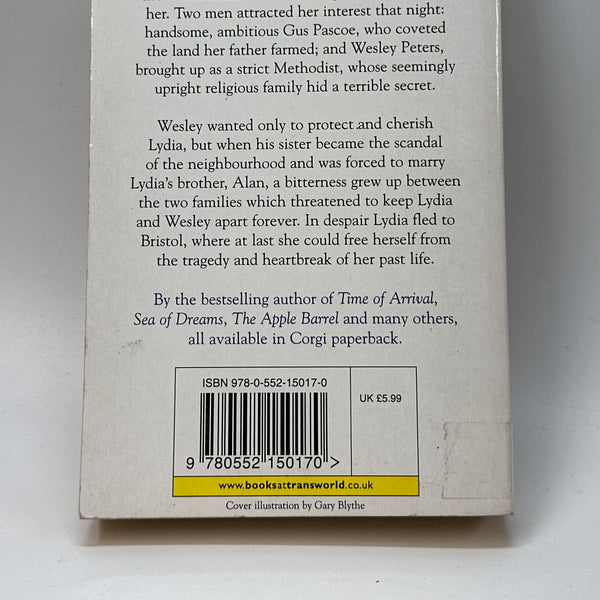 her. Two men attracted her interest that night:
handsome, ambitious Gus Pascoe, who coveted
the land her father farmed; and Wesley Peters,
brought up as a strict Methodist, whose seemingly
upright religious family hid a terrible secret.
Wesley wanted only to protect and cherish
Lydia, but when his sister became the scandal
of the neighbourhood and was forced to marry
Lydia's brother, Alan, a bitterness grew up between
the two families which threatened to keep Lydia
and Wesley apart forever. In despair Lydia fled to
Bristol, where at last she could free herself from
the tragedy and heartbreak of her past life.
By the bestselling author of Time of Arrival,
Sea of Dreams, The Apple Barrel and many others,
all available in Corgi paperback.
ISBN 978-0-552-15017-0
UK £5.99
9 780552 150170 >
www.booksattransworld.co.uk
Cover illustration by Gary Blythe